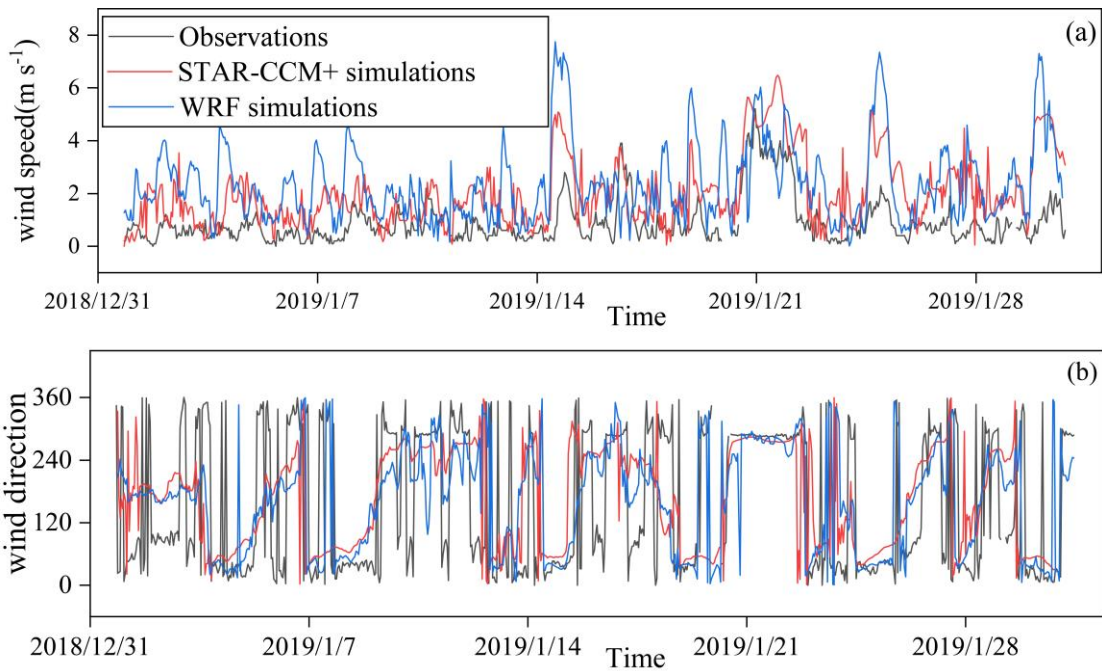 (a)
8
6
4
2
0
wind speed(m s⁻¹)
Observations
STAR-CCM+ simulations
WRF simulations
2018/12/31 2019/1/7 2019/1/14 2019/1/21 2019/1/28
Time
(b)
360
240
120
0
wind direction
2018/12/31 2019/1/7 2019/1/14 2019/1/21 2019/1/28
Time